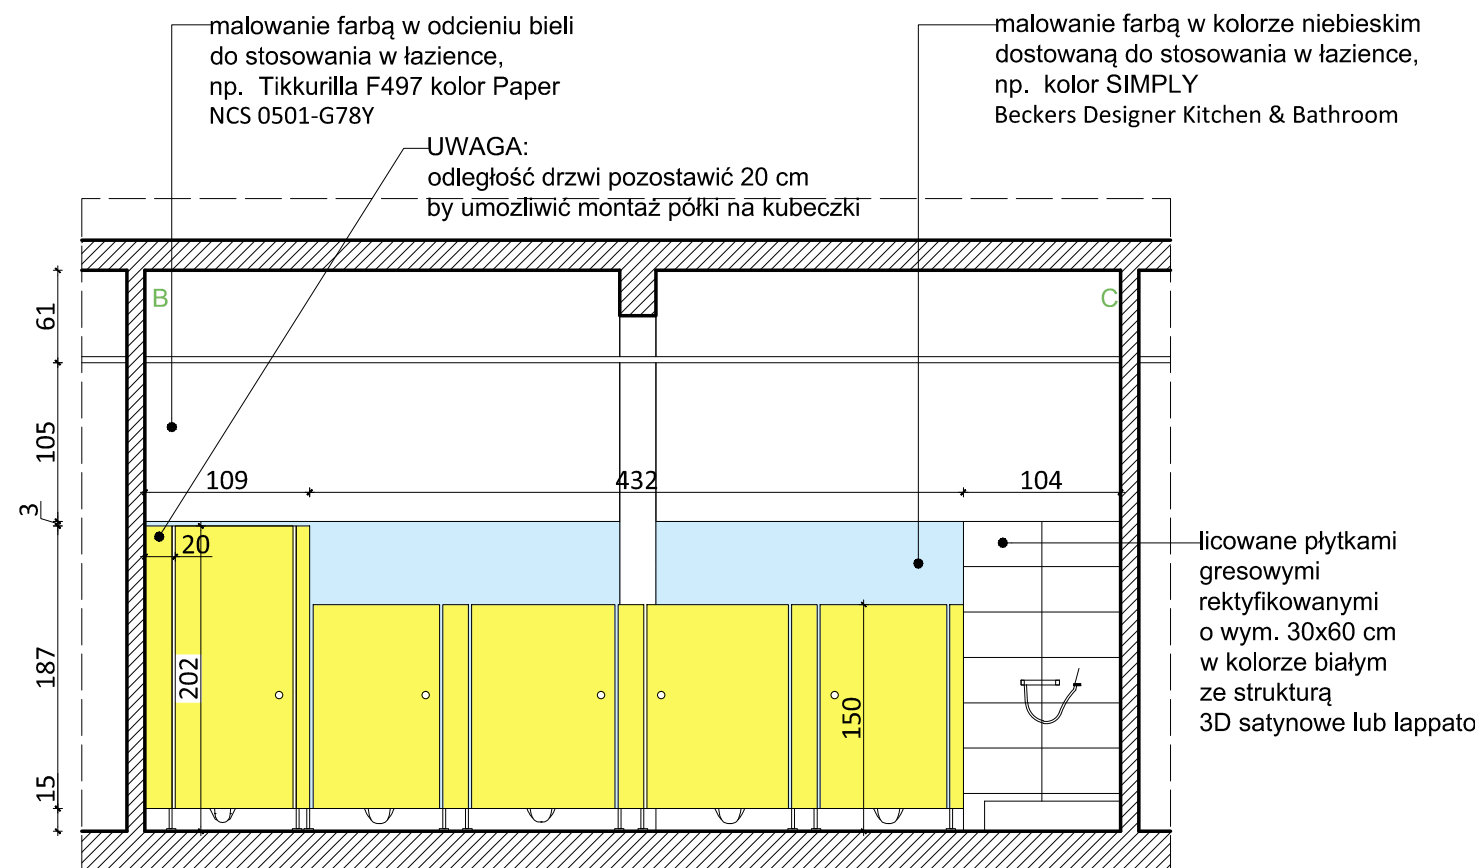 malowanie farbą w odcieniu bieli
do stosowania w łazience,
np. Tikkurilla F497 kolor Paper
NCS 0501-G78Y
malowanie farbą w kolorze niebieskim
dostowaną do stosowania w łazience,
np. kolor SIMPLY
Beckers Designer Kitchen & Bathroom
UWAGA:
odległość drzwi pozostawić 20 cm
by umozliwić montaż półki na kubeczki
B
C
61
105
3
187
15
109
432
104
20
202
150
licowane płytkami
gresowymi
rektyfikowanymi
o wym. 30x60 cm
w kolorze białym
ze strukturą
3D satynowe lub lappato